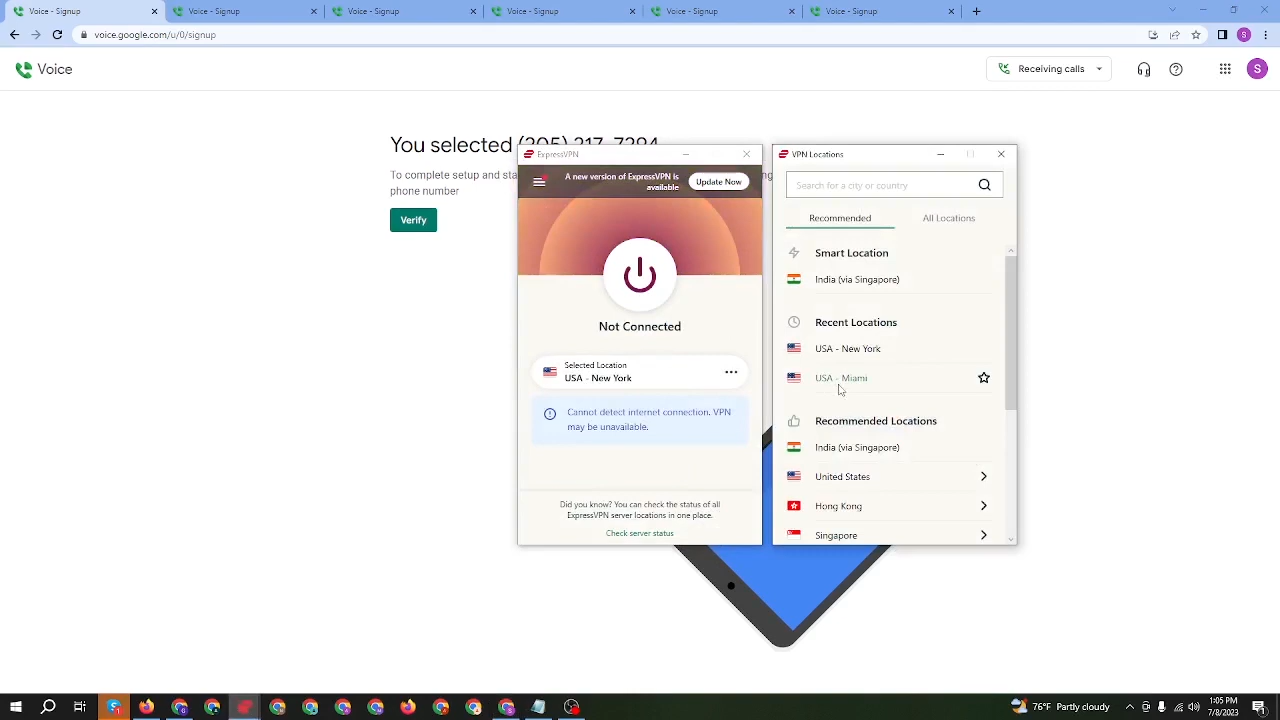 Voice - Signup
Voice - Signup
Voice - Signup
Voice - Signup
Voice - Signup
Voice - Signup
voice.google.com/u/0/signup
S
Voice
Receiving calls
S
You selected (205) 217-7294
To complete setup and sta
phone number
Verify
ExpressVPN
A new version of ExpressVPN is
available
Update Now
Not Connected
Selected Location
USA - New York
Cannot detect internet connection. VPN
may be unavailable.
Did you know? You can check the status of all
ExpressVPN server locations in one place.
Check server status
VPN Locations
Search for a city or country
Recommended
All Locations
Smart Location
India (via Singapore)
Recent Locations
USA - New York
USA - Miami
Recommended Locations
India (via Singapore)
United States
Hong Kong
Singapore
76°F Partly cloudy
1:05 PM
7/8/2023